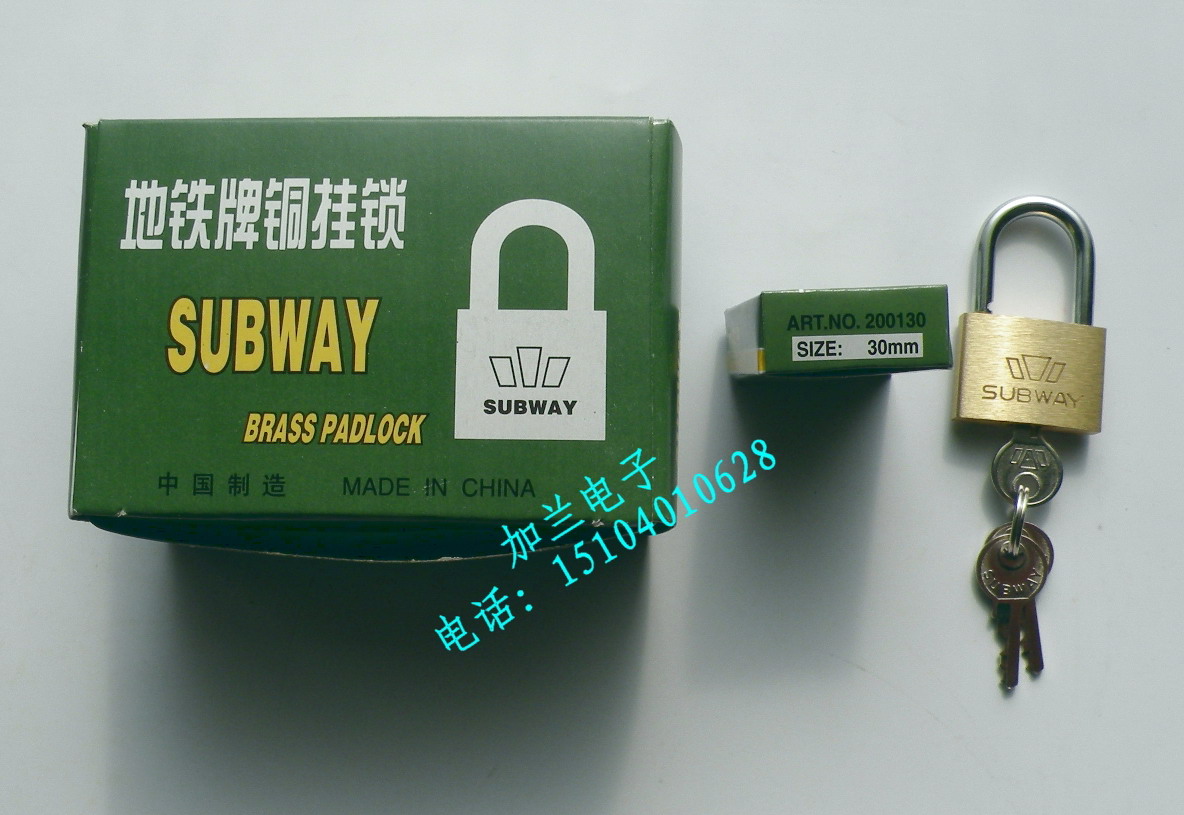 地铁牌铜挂锁
SUBWAY
BRASS PADLOCK
中国制造 MADE IN CHINA
SUBWAY
ART.NO. 200130
SIZE: 30mm
SUBWAY
SUBWAY
加兰电子
电话：15104010628